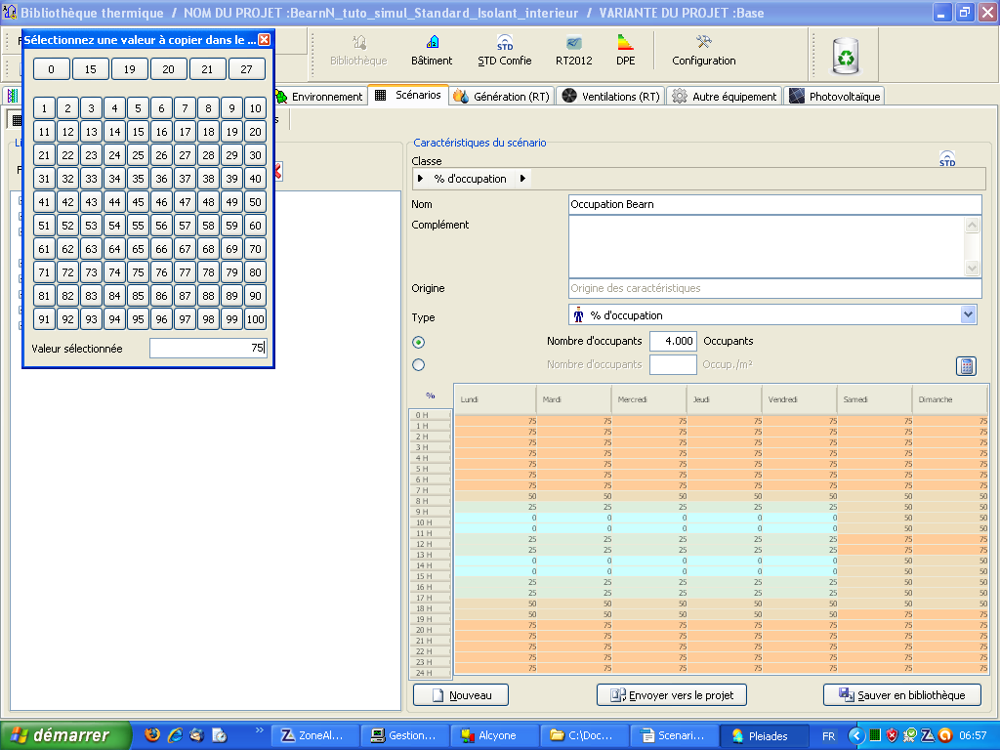 Bibliothèque thermique / NOM DU PROJET :BearnN_tuto_simul_Standard_Isolant_interieur / VARIANTE DU PROJET :Base
Sélectionnez une valeur à copier dans le ...
0 15 19 20 21 27
1 2 3 4 5 6 7 8 9 10
11 12 13 14 15 16 17 18 19 20
21 22 23 24 25 26 27 28 29 30
31 32 33 34 35 36 37 38 39 40
41 42 43 44 45 46 47 48 49 50
51 52 53 54 55 56 57 58 59 60
61 62 63 64 65 66 67 68 69 70
71 72 73 74 75 76 77 78 79 80
81 82 83 84 85 86 87 88 89 90
91 92 93 94 95 96 97 98 99 100
Valeur sélectionnée 75
Bibliothèque Bâtiment STD Comfie RT2012 DPE Configuration
Environnement Scénarios Génération (RT) Ventilations (RT) Autre équipement Photovoltaïque
Caractéristiques du scénario
Classe
STD
% d'occupation
Nom Occupation Bearn
Complément
Origine Origine des caractéristiques
Type % d'occupation
Nombre d'occupants 4.000 Occupants
Nombre d'occupants Occup./m²
% Lundi Mardi Mercredi Jeudi Vendredi Samedi Dimanche
0 H
75 75 75 75 75 75 75
1 H
75 75 75 75 75 75 75
2 H
75 75 75 75 75 75 75
3 H
75 75 75 75 75 75 75
4 H
75 75 75 75 75 75 75
5 H
75 75 75 75 75 75 75
6 H
75 75 75 75 75 75 75
7 H
50 50 50 50 50 50 50
8 H
25 25 25 25 25 50 50
9 H
0 0 0 0 0 50 50
10 H
0 0 0 0 0 50 50
11 H
25 25 25 25 25 75 75
12 H
25 25 25 25 25 75 75
13 H
0 0 0 0 0 50 50
14 H
0 0 0 0 0 50 50
15 H
25 25 25 25 25 50 50
16 H
25 25 25 25 25 50 50
17 H
50 50 50 50 50 50 50
18 H
50 50 50 50 50 75 75
19 H
75 75 75 75 75 75 75
20 H
75 75 75 75 75 75 75
21 H
75 75 75 75 75 75 75
22 H
75 75 75 75 75 75 75
23 H
75 75 75 75 75 75 75
24 H
Nouveau Envoyer vers le projet Sauver en bibliothèque
démarrer ZoneAl... Gestion... Alcyone C:\Doc... Scenari... Pleiades FR 06:57